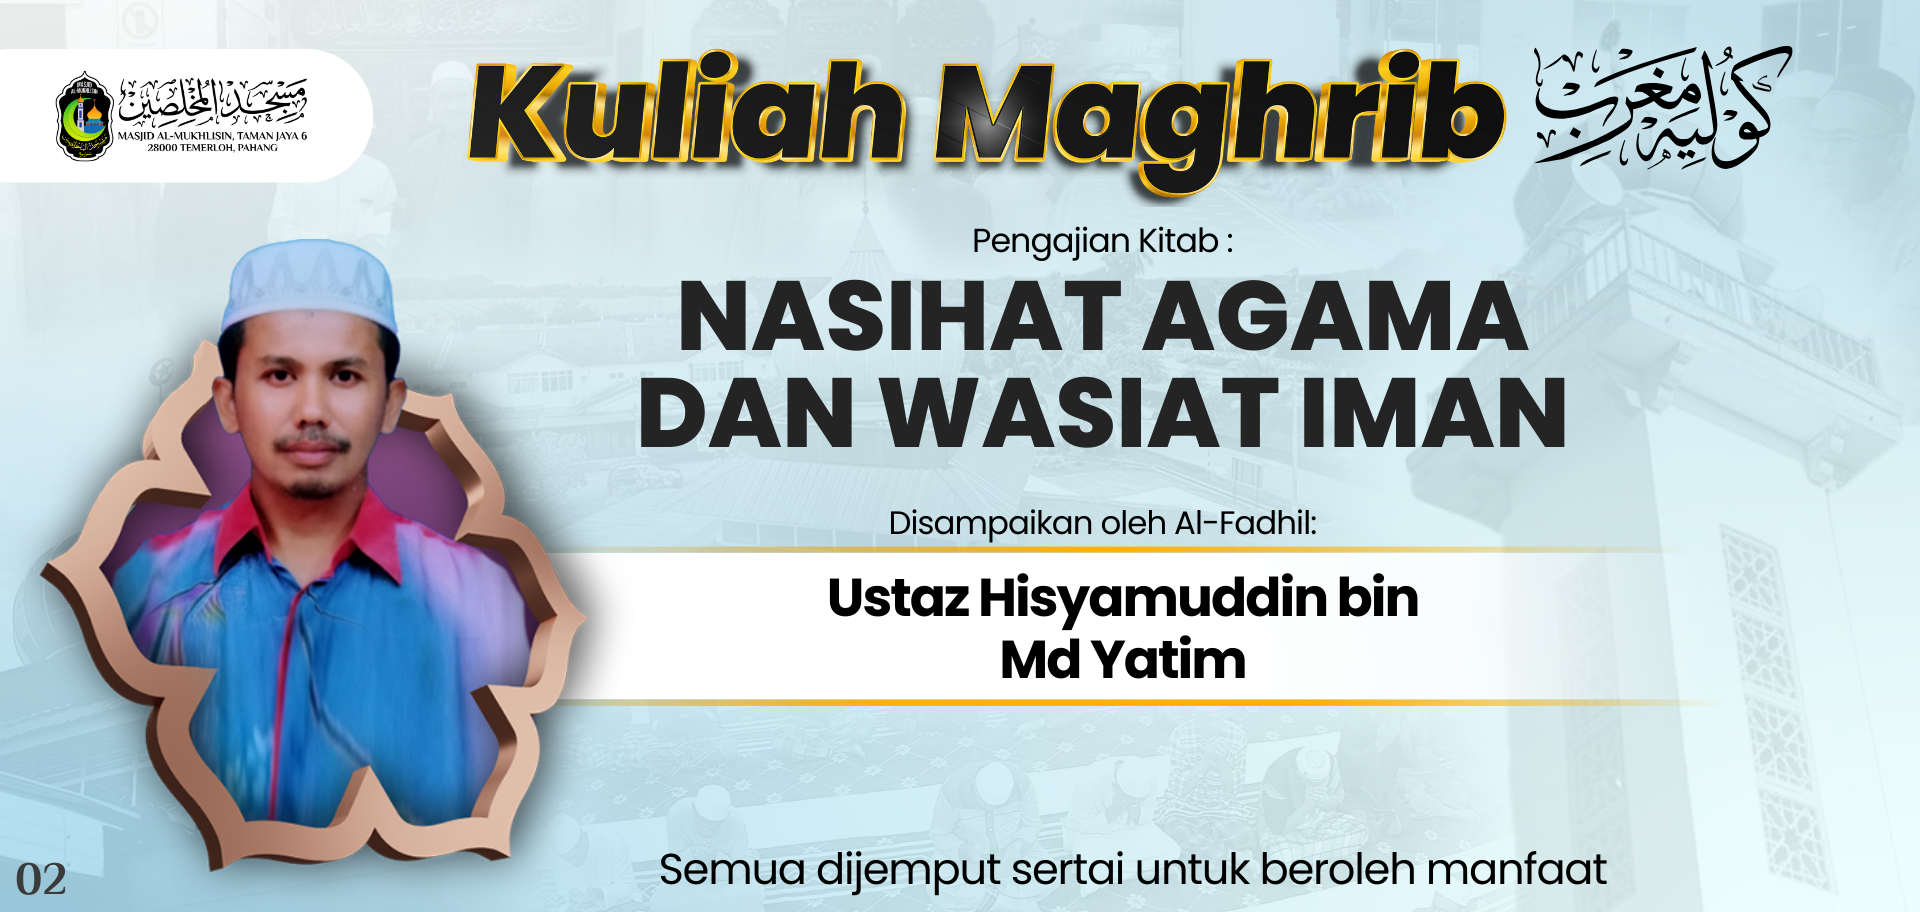 مسجد المخلصين
MASJID AL-MUKHLISIN, TAMAN JAYA 6
28000 TEMERLOH, PAHANG
Kuliah Maghrib
كوليه مغرب
Pengajian Kitab :
NASIHAT AGAMA
DAN WASIAT IMAN
Disampaikan oleh Al-Fadhil:
Ustaz Hisyamuddin bin
Md Yatim
Semua dijemput sertai untuk beroleh manfaat
02